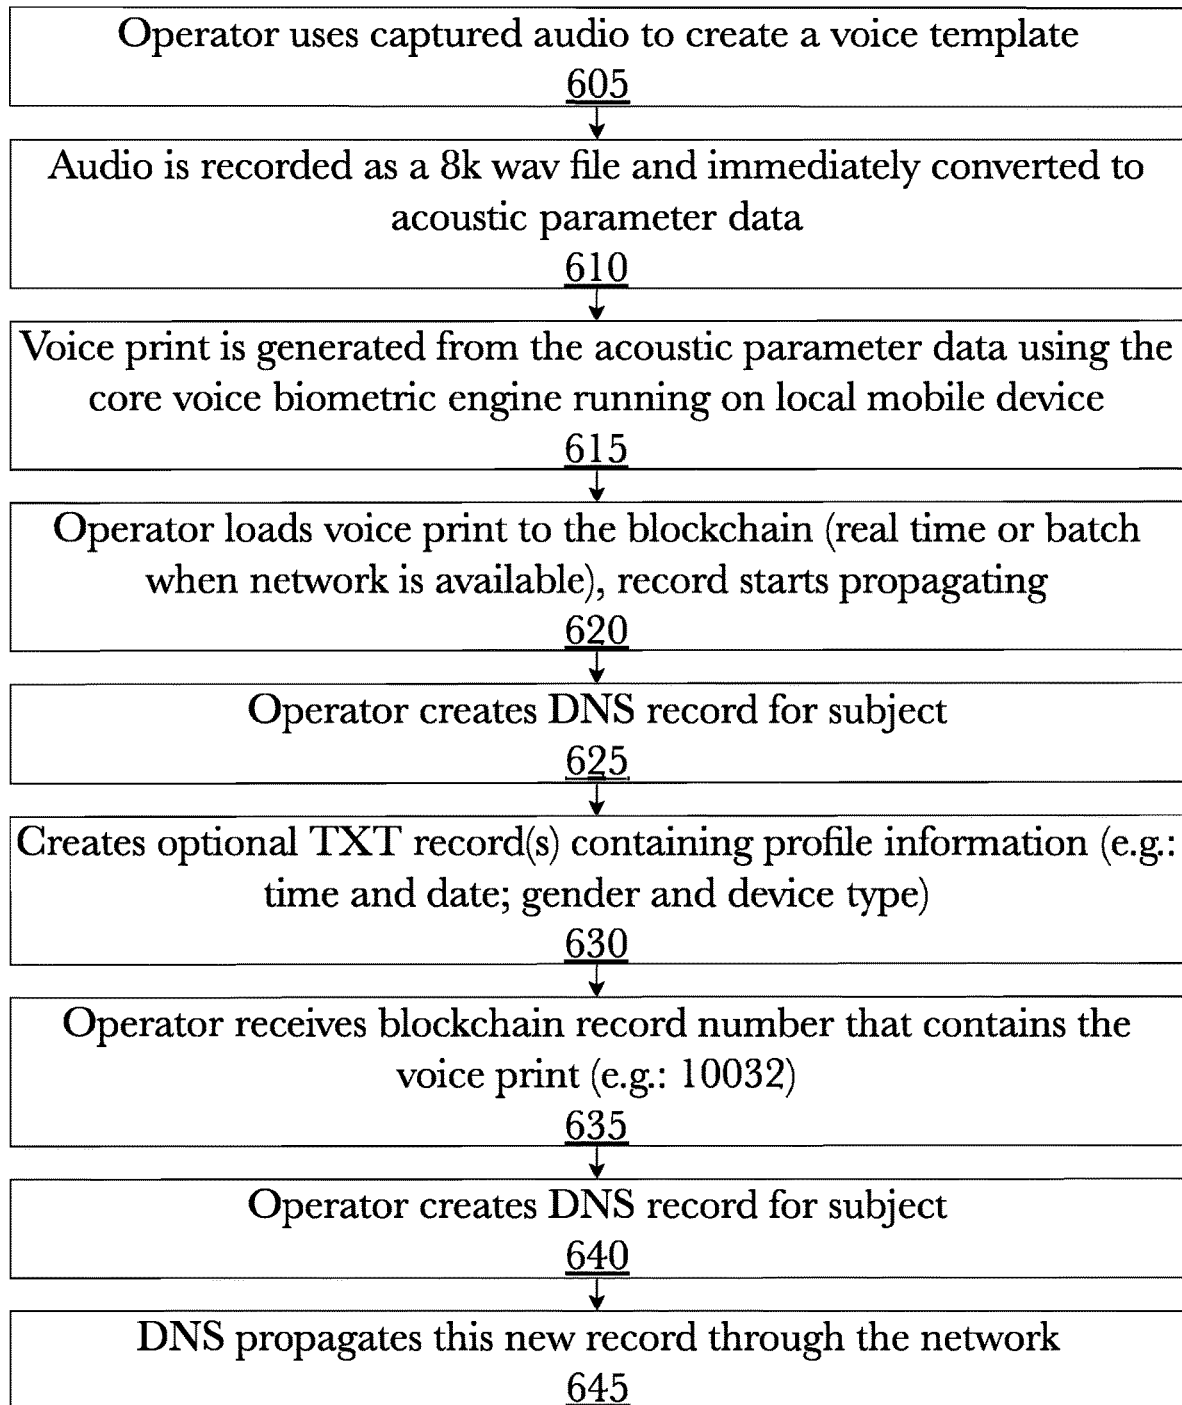 Operator uses captured audio to create a voice template
605
Audio is recorded as a 8k wav file and immediately converted to
acoustic parameter data
610
Voice print is generated from the acoustic parameter data using the
core voice biometric engine running on local mobile device
615
Operator loads voice print to the blockchain (real time or batch
when network is available), record starts propagating
620
Operator creates DNS record for subject
625
Creates optional TXT record(s) containing profile information (e.g.:
time and date; gender and device type)
630
Operator receives blockchain record number that contains the
voice print (e.g.: 10032)
635
Operator creates DNS record for subject
640
DNS propagates this new record through the network
645